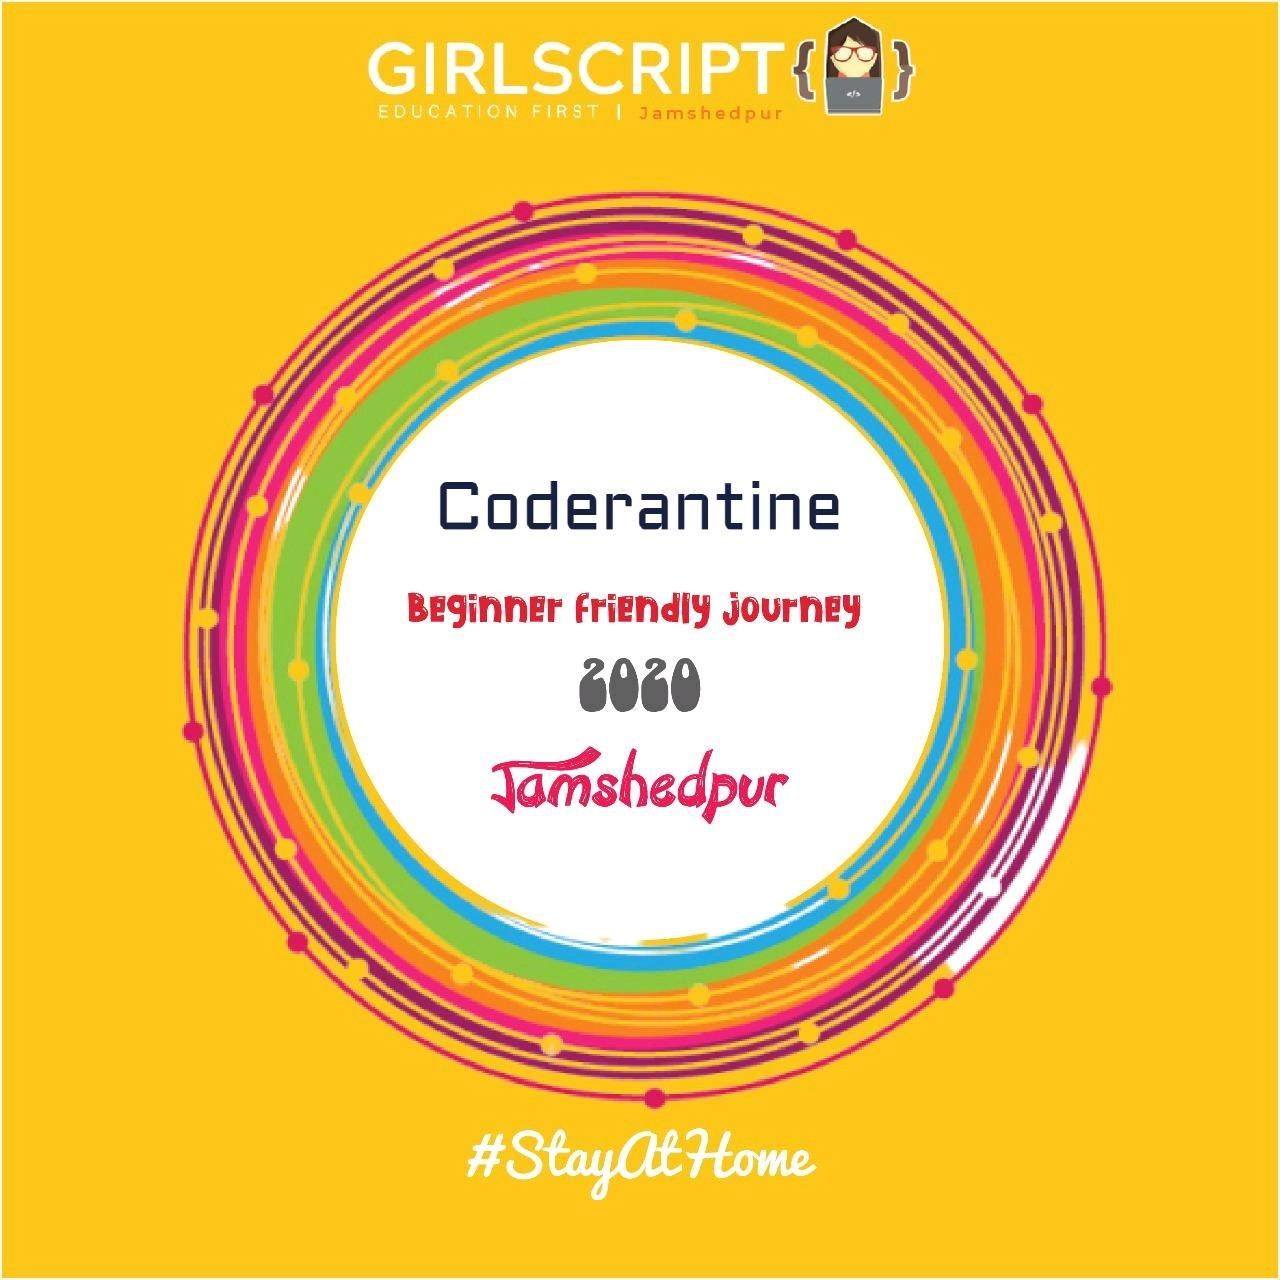 GIRLSCRIPT{ </> }
EDUCATION FIRST | Jamshedpur
Coderantine
Beginner friendly journey
2020
Jamshedpur
#StayAtHome